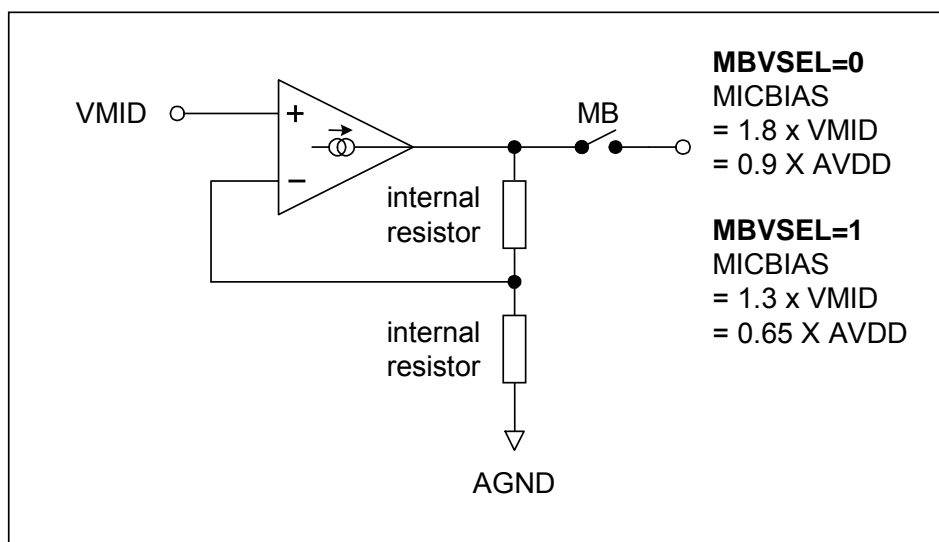 VMID
+
−
MB
internal
resistor
internal
resistor
AGND
MBVSEL=0
MICBIAS
= 1.8 x VMID
= 0.9 X AVDD
MBVSEL=1
MICBIAS
= 1.3 x VMID
= 0.65 X AVDD